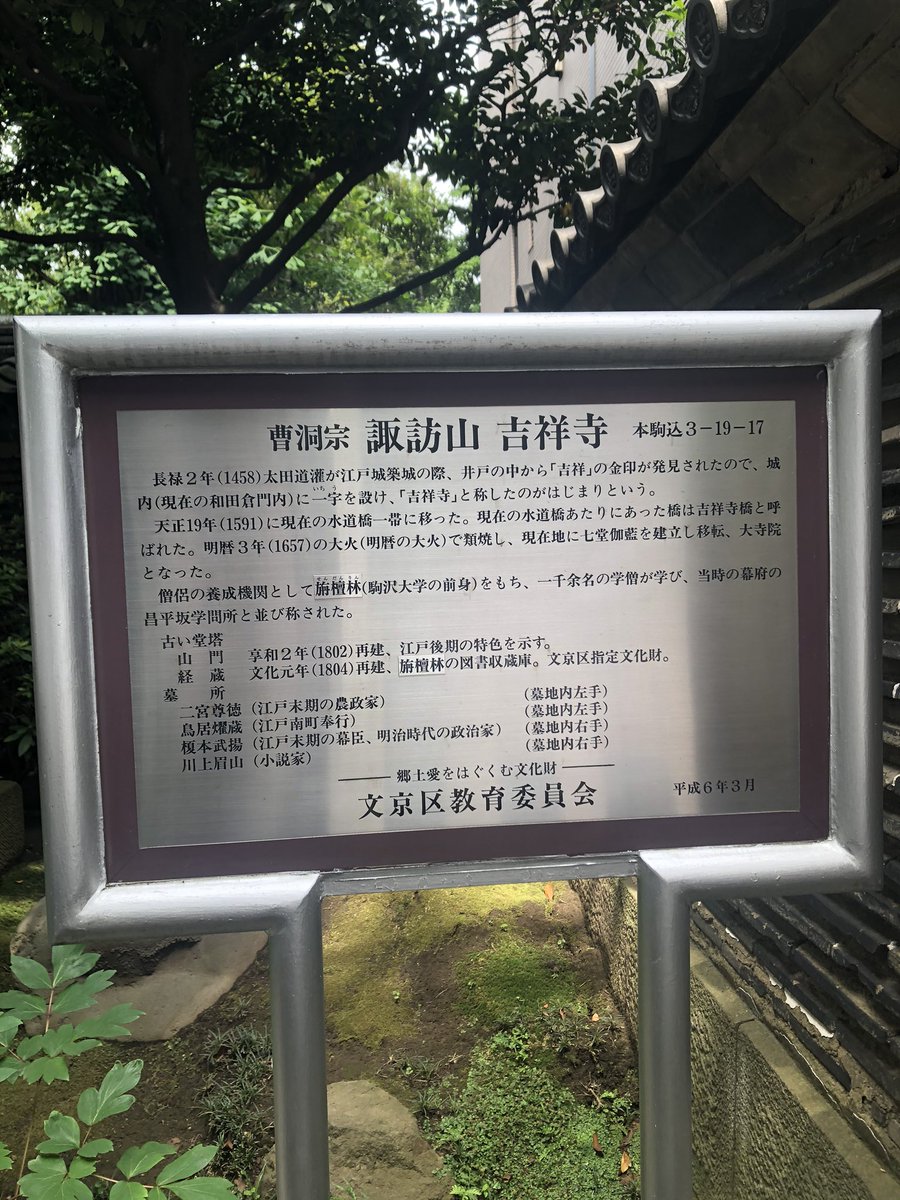 曹洞宗 諏訪山 吉祥寺 本駒込3−19−17
長禄2年(1458)太田道灌が江戸城築城の際、井戸の中から「吉祥」の金印が発見されたので、城
内(現在の和田倉門内)に一宇を設け、「吉祥寺」と称したのがはじまりという。
天正19年(1591)に現在の水道橋一帯に移った。現在の水道橋あたりにあった橋は吉祥寺橋と呼
ばれた。明暦3年(1657)の大火(明暦の大火)で類焼し、現在地に七堂伽藍を建立し移転、大寺院
となった。
僧侶の養成機関として旃檀林(駒沢大学の前身)をもち、一千余名の学僧が学び、当時の幕府の
昌平坂学問所と並び称された。
古い堂塔
山門 享和2年(1802)再建、江戸後期の特色を示す。
経蔵 文化元年(1804)再建、旃檀林の図書収蔵庫。文京区指定文化財。
墓所
二宮尊徳(江戸末期の農政家) (墓地内左手)
鳥居燿蔵(江戸南町奉行) (墓地内左手)
榎本武揚(江戸末期の幕臣、明治時代の政治家) (墓地内右手)
川上眉山(小説家) (墓地内右手)
郷土愛をはぐくむ文化財
文京区教育委員会 平成6年3月